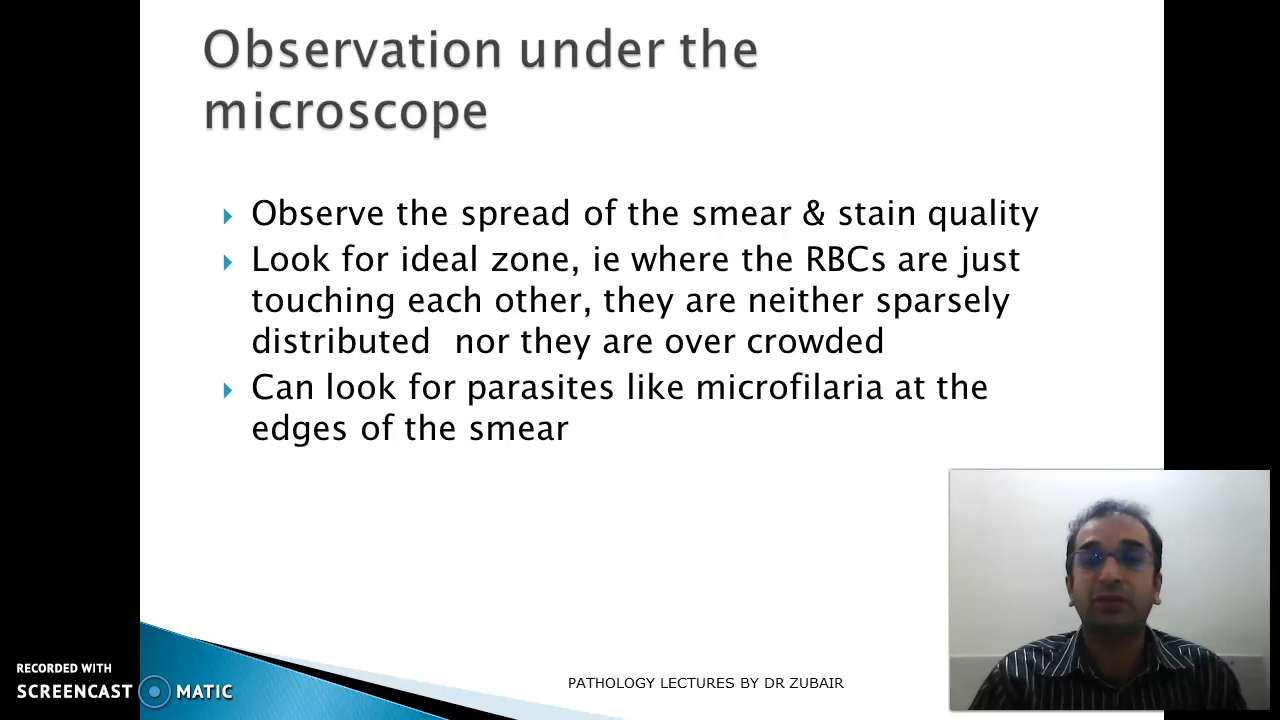 Observation under the
microscope
Observe the spread of the smear & stain quality
Look for ideal zone, ie where the RBCs are just
touching each other, they are neither sparsely
distributed nor they are over crowded
Can look for parasites like microfilaria at the
edges of the smear
RECORDED WITH
SCREENCAST MATIC
PATHOLOGY LECTURES BY DR ZUBAIR